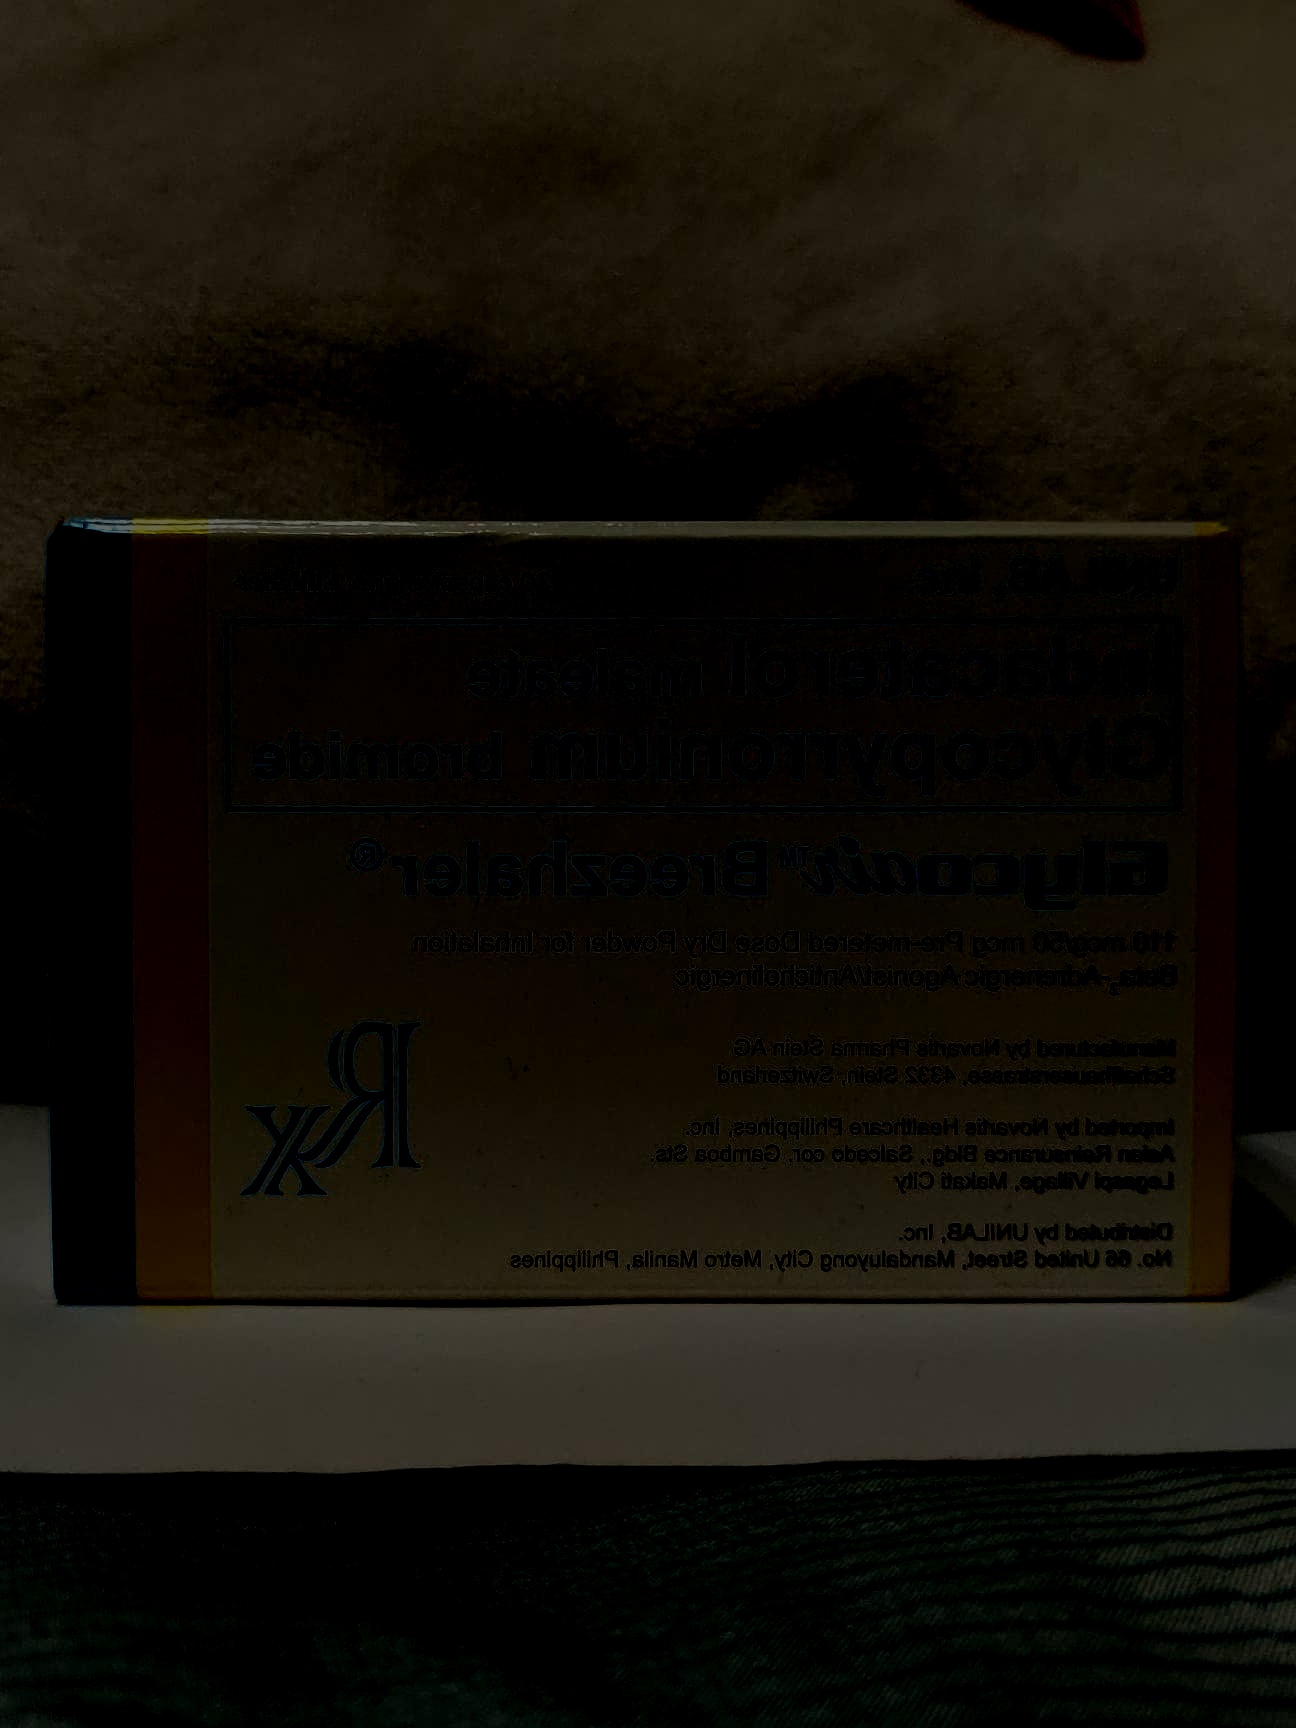 UNILAB, Inc.
Indacaterol maleate
Glycopyrronium bromide
Glycoair™ Breezhaler®
110 mcg/50 mcg Pre-metered Dose Dry Powder for Inhalation
Beta₂-Adrenergic Agonist/Anticholinergic
Rx
Manufactured by Novartis Pharma Stein AG
Schaffhauserstrasse, 4332 Stein, Switzerland
Imported by Novartis Healthcare Philippines, Inc.
Asian Reinsurance Bldg., Salcedo cor. Gamboa Sts.
Legaspi Village, Makati City
Distributed by UNILAB, Inc.
No. 66 United Street, Mandaluyong City, Metro Manila, Philippines